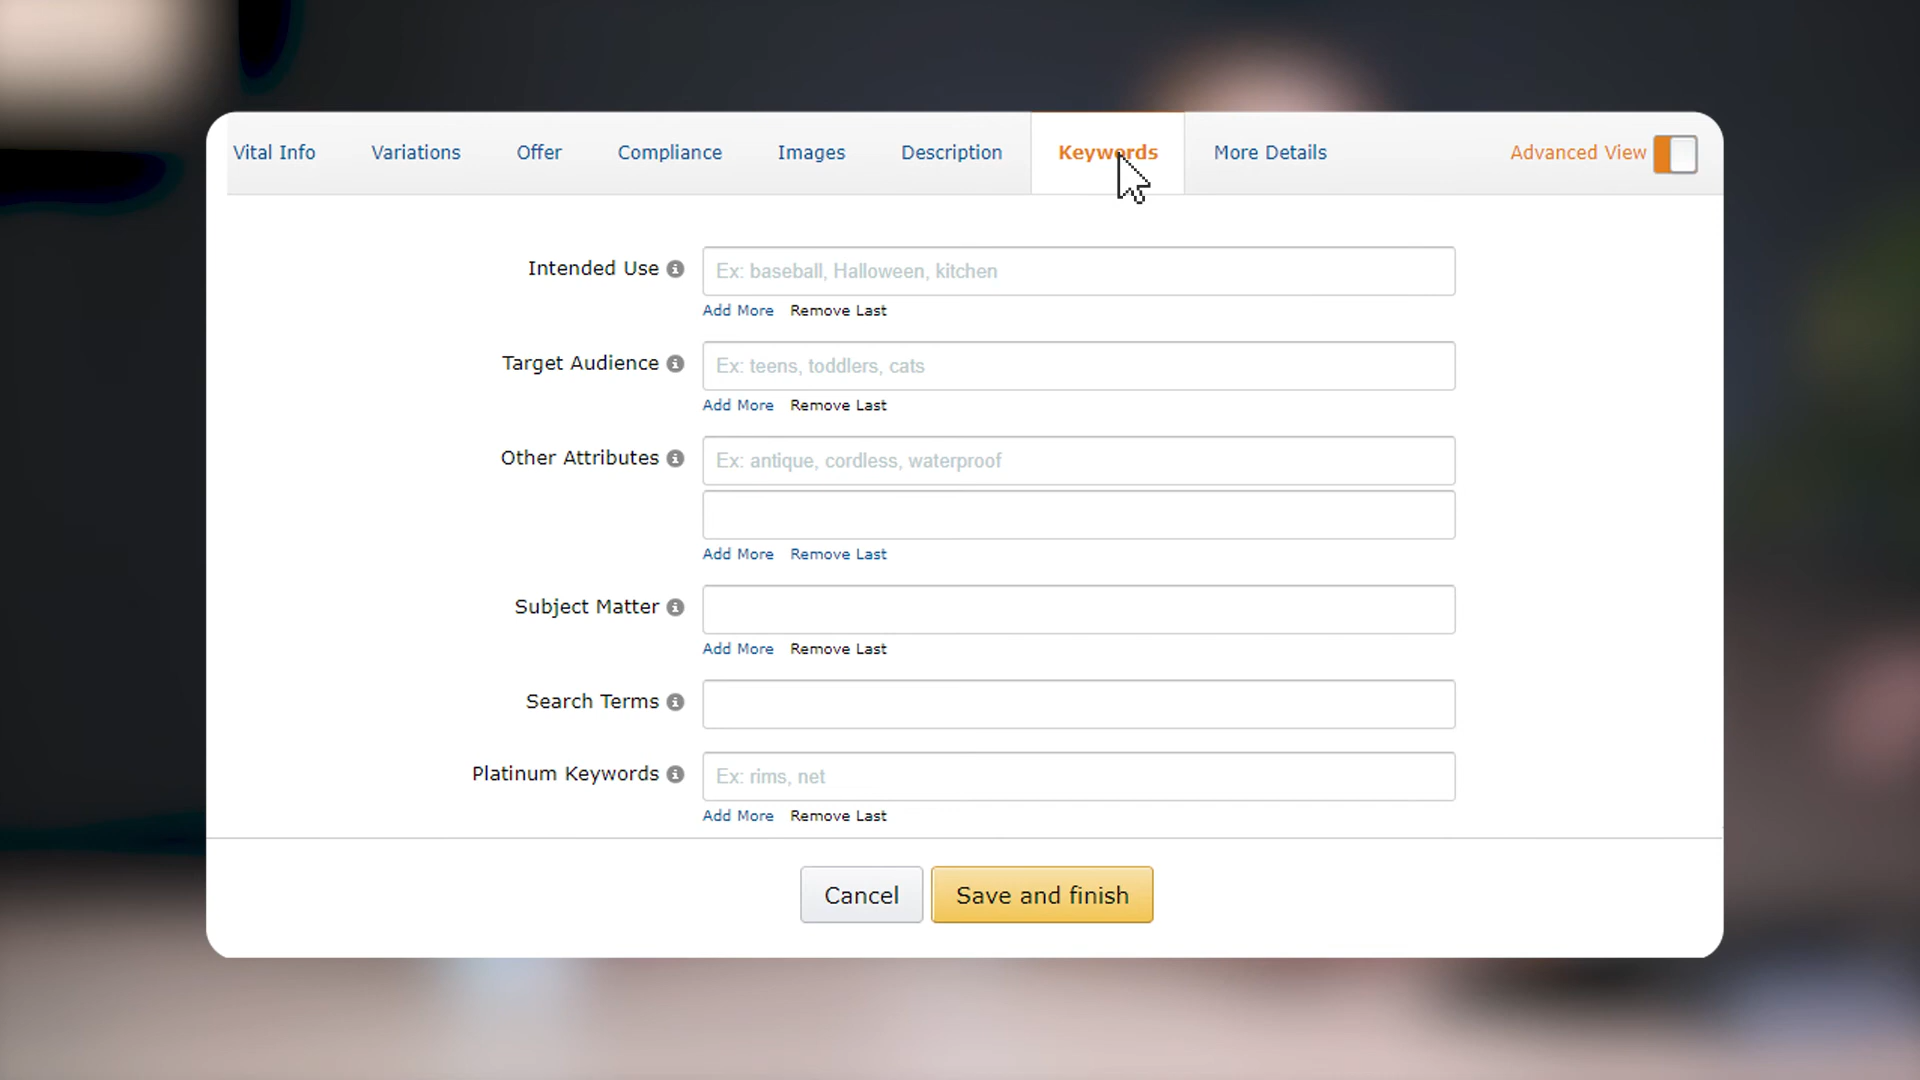 Vital Info Variations Offer Compliance Images Description Keywords More Details Advanced View
Intended Use Ex: baseball, Halloween, kitchen
Add More Remove Last
Target Audience Ex: teens, toddlers, cats
Add More Remove Last
Other Attributes Ex: antique, cordless, waterproof
Add More Remove Last
Subject Matter
Add More Remove Last
Search Terms
Platinum Keywords Ex: rims, net
Add More Remove Last
Cancel Save and finish